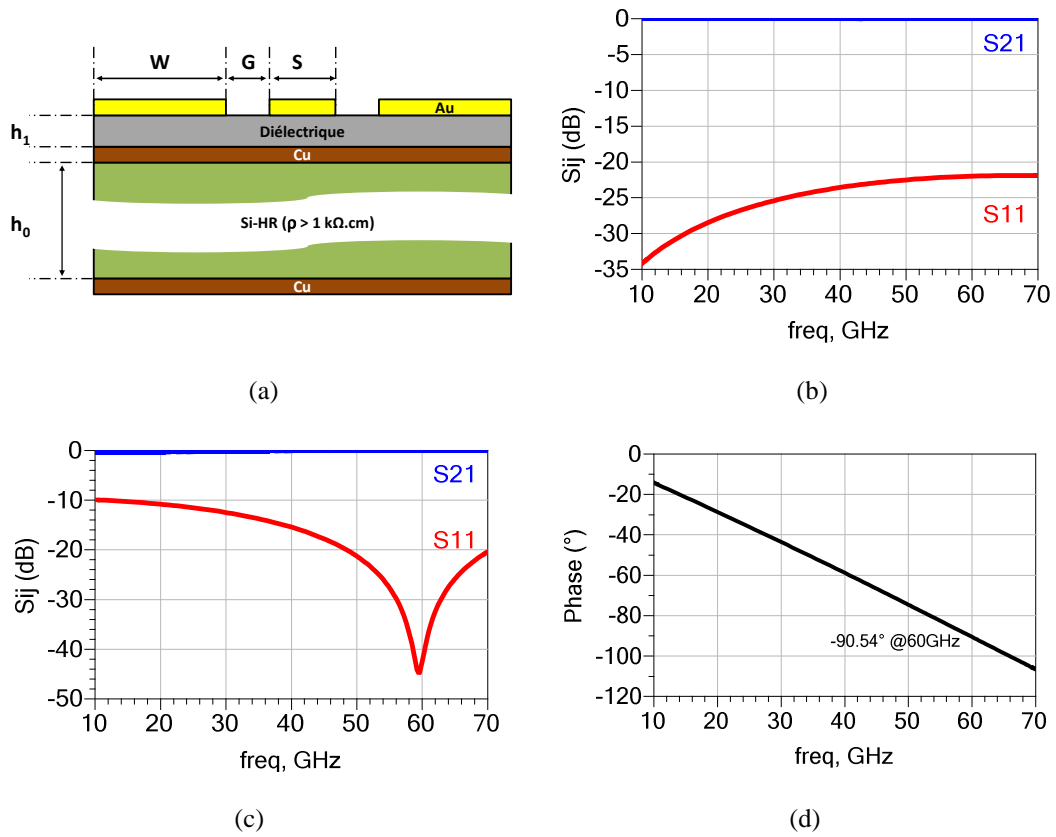 W
G
S
Au
h1
Diélectrique
Cu
h0
Si-HR (ρ > 1 kΩ.cm)
Cu
(a)
0
-5
-10
-15
-20
-25
-30
-35
10 20 30 40 50 60 70
Sij (dB)
freq, GHz
S21
S11
(b)
0
-10
-20
-30
-40
-50
10 20 30 40 50 60 70
Sij (dB)
freq, GHz
S21
S11
(c)
0
-20
-40
-60
-80
-100
-120
10 20 30 40 50 60 70
Phase (°)
freq, GHz
-90.54° @60GHz
(d)